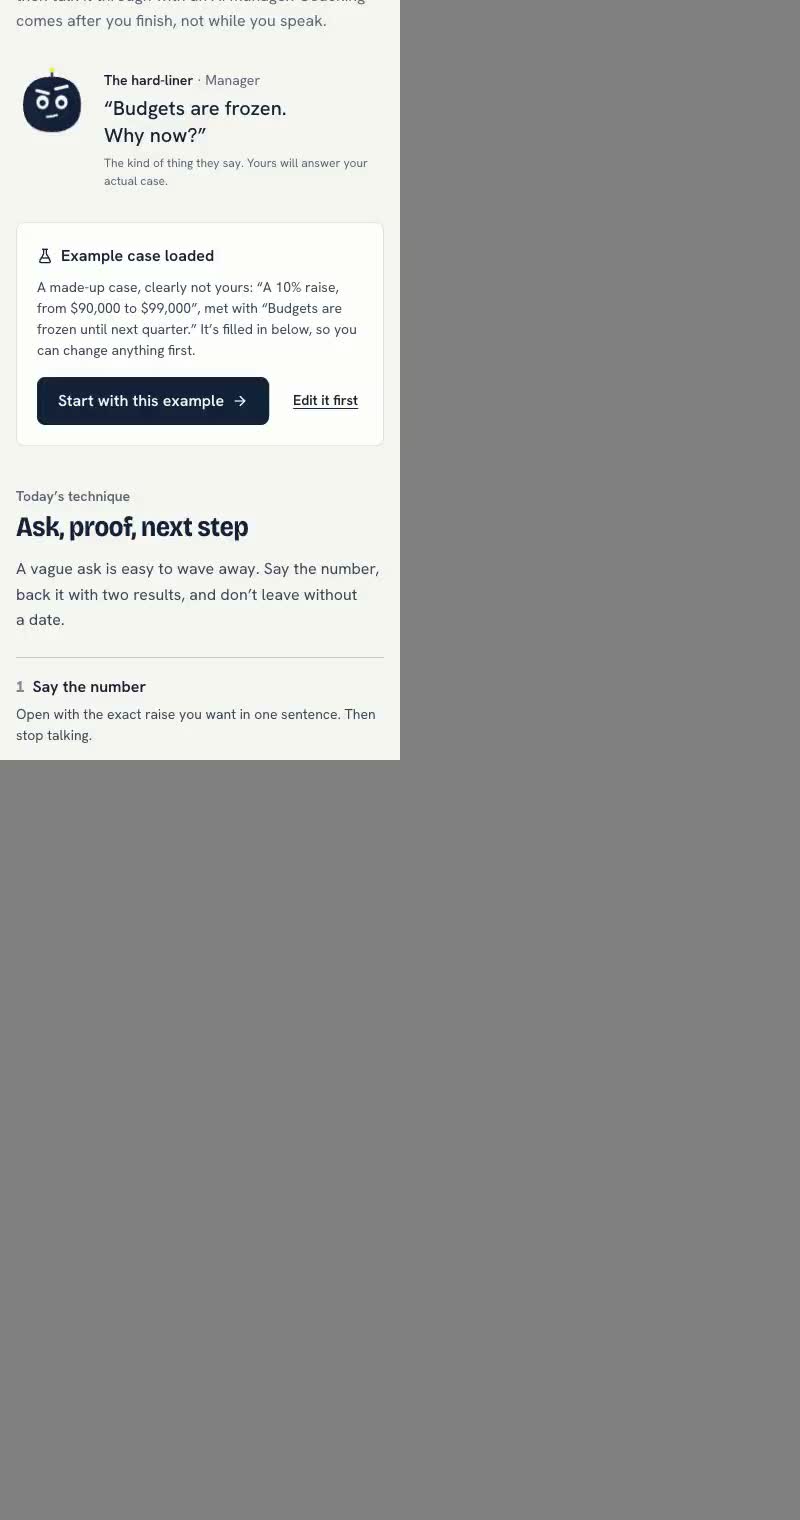 comes after you finish, not while you speak.
The hard-liner · Manager
“Budgets are frozen.
Why now?”
The kind of thing they say. Yours will answer your
actual case.
Example case loaded
A made-up case, clearly not yours: “A 10% raise,
from $90,000 to $99,000”, met with “Budgets are
frozen until next quarter.” It’s filled in below, so you
can change anything first.
Start with this example →
Edit it first
Today’s technique
Ask, proof, next step
A vague ask is easy to wave away. Say the number,
back it with two results, and don’t leave without
a date.
1 Say the number
Open with the exact raise you want in one sentence. Then
stop talking.